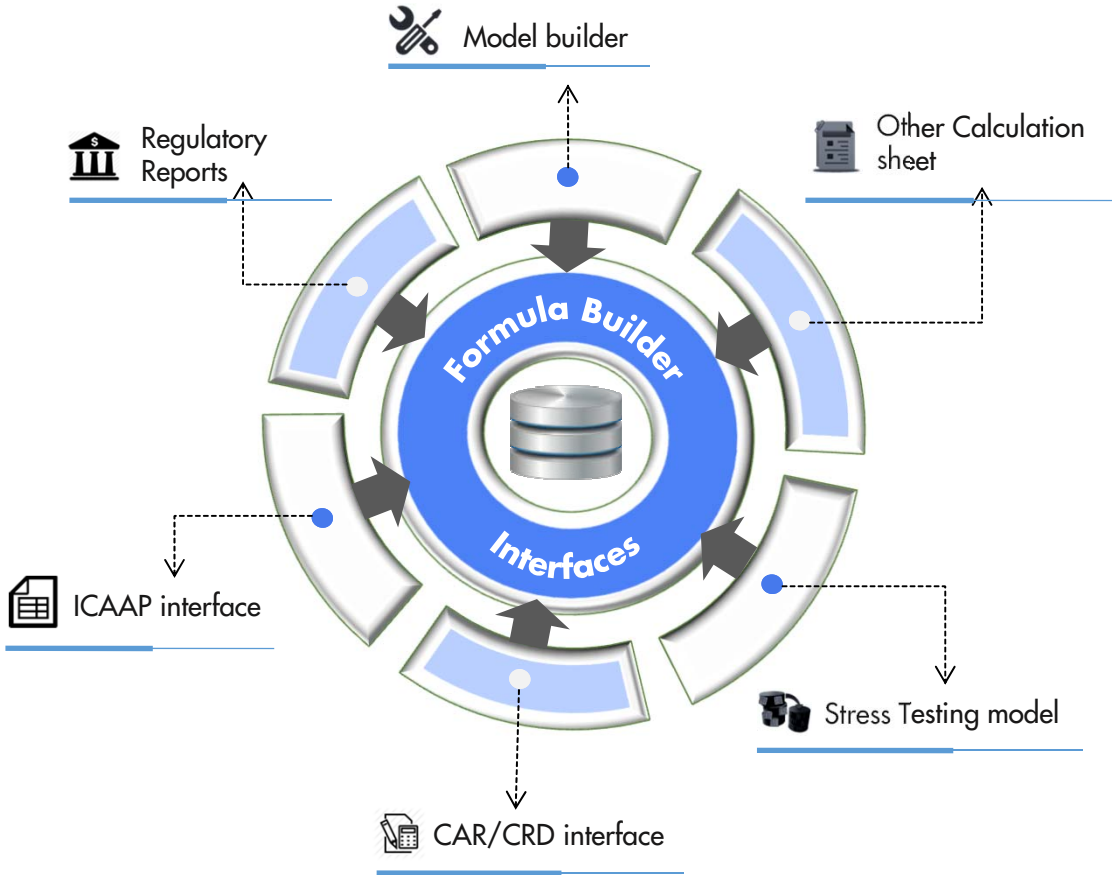 Model builder
Regulatory
Reports
Other Calculation
sheet
Formula Builder
Interfaces
ICAAP interface
Stress Testing model
CAR/CRD interface
$